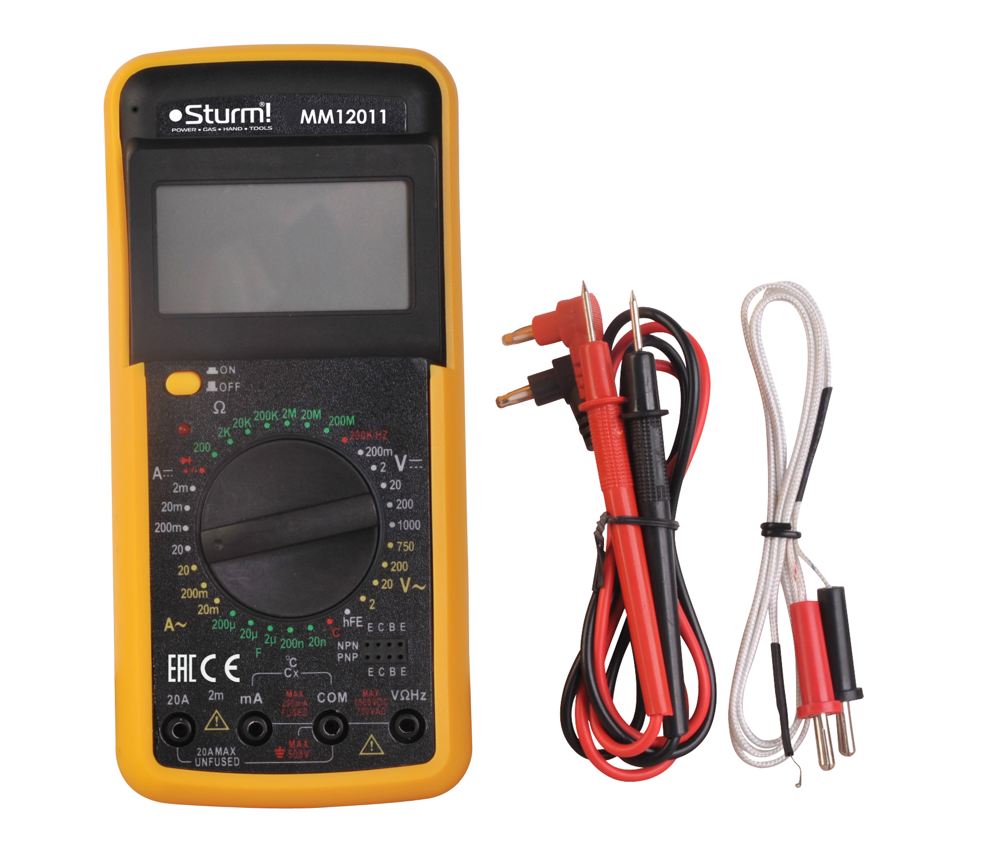 Sturm!® MM12011
POWER • GAS • HAND • TOOLS
ON
OFF
Ω
200 2K 20K 200K 2M 20M 200M
200K HZ
A⎓
2m
20m
200m
20
20
200m
20m
A~
200m
2
20
200
1000
V⎓
750
200
20
2
V~
hFE
°C
200µ 20µ 2µ 200n 20n
F
E C B E
NPN
PNP
E C B E
EAC CE
°C
Cx
20A 2m mA COM VΩHz
MAX
200mA
FUSED
MAX
1000VDC
750VAC
20A MAX
UNFUSED
MAX
500V